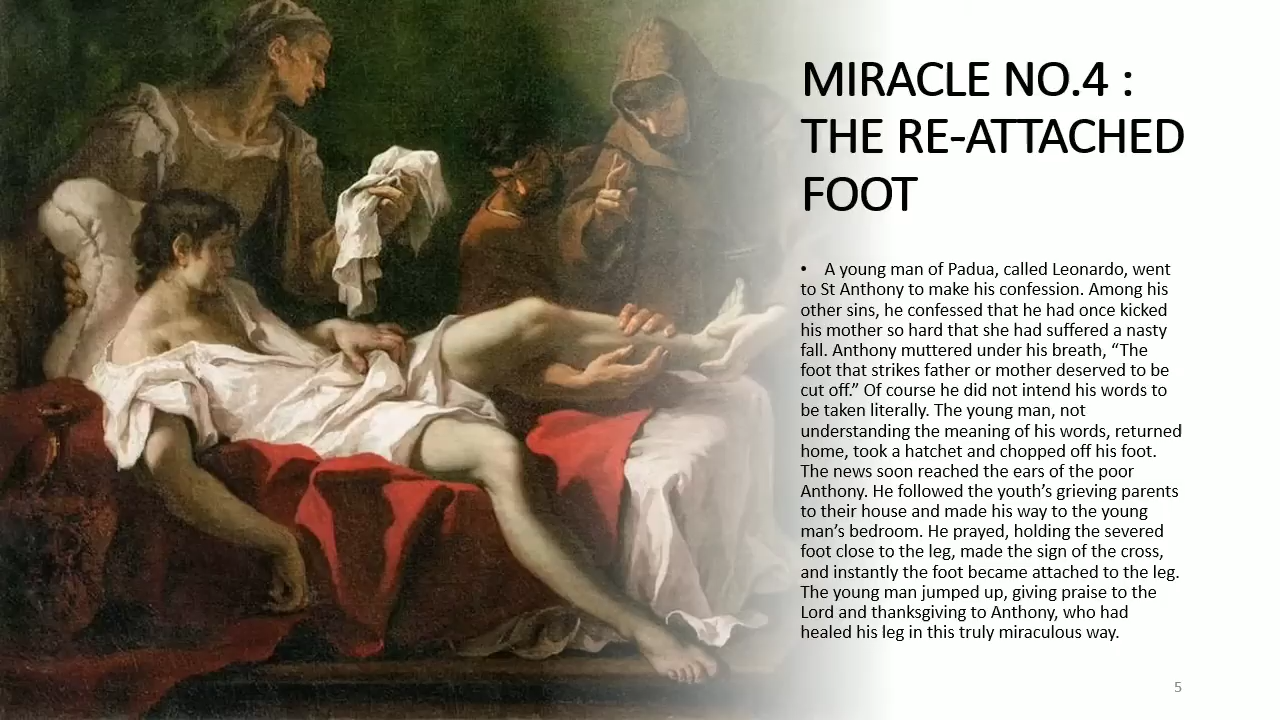 MIRACLE NO.4 :
THE RE-ATTACHED
FOOT
• A young man of Padua, called Leonardo, went
to St Anthony to make his confession. Among his
other sins, he confessed that he had once kicked
his mother so hard that she had suffered a nasty
fall. Anthony muttered under his breath, “The
foot that strikes father or mother deserved to be
cut off.” Of course he did not intend his words to
be taken literally. The young man, not
understanding the meaning of his words, returned
home, took a hatchet and chopped off his foot.
The news soon reached the ears of the poor
Anthony. He followed the youth’s grieving parents
to their house and made his way to the young
man’s bedroom. He prayed, holding the severed
foot close to the leg, made the sign of the cross,
and instantly the foot became attached to the leg.
The young man jumped up, giving praise to the
Lord and thanksgiving to Anthony, who had
healed his leg in this truly miraculous way.
5